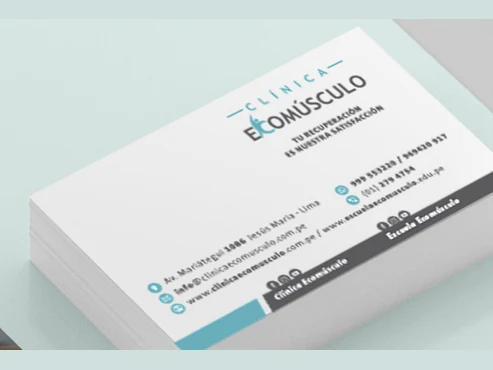 CLÍNICA
ECOMÚSCULO
TU RECUPERACIÓN
ES NUESTRA SATISFACCIÓN
999 553220 / 969420 917
(01) 279 4754
Av. Mariátegui 1086 Jesús María - Lima
info@clinicaecomusculo.com.pe
www.clinicaecomusculo.com.pe / www.escuelaecomusculo.edu.pe
Clínica Ecomúsculo
Escuela Ecomúsculo